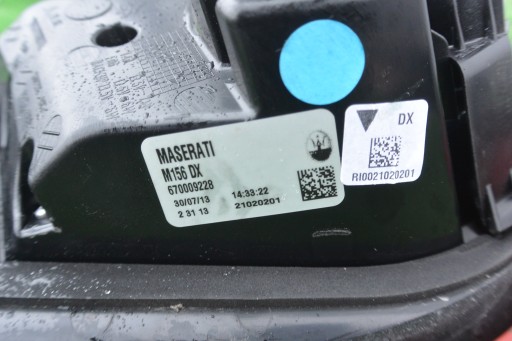 MASERATI
M156 DX
670009228
30/07/13 14:33:22
2 31 13 21020201
DX
RI0021020201